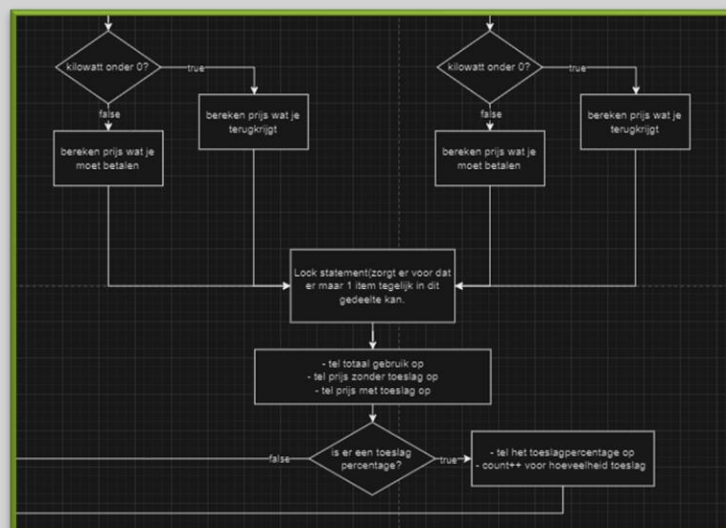 kilowatt onder 0?
true
false
bereken prijs wat je
terugkrijgt
bereken prijs wat je
moet betalen
kilowatt onder 0?
true
false
bereken prijs wat je
terugkrijgt
bereken prijs wat je
moet betalen
Lock statement(zorgt er voor dat
er maar 1 item tegelijk in dit
gedeelte kan.
- tel totaal gebruik op
- tel prijs zonder toeslag op
- tel prijs met toeslag op
is er een toeslag
percentage?
false
true
- tel het toeslagpercentage op
- count++ voor hoeveelheid toeslag